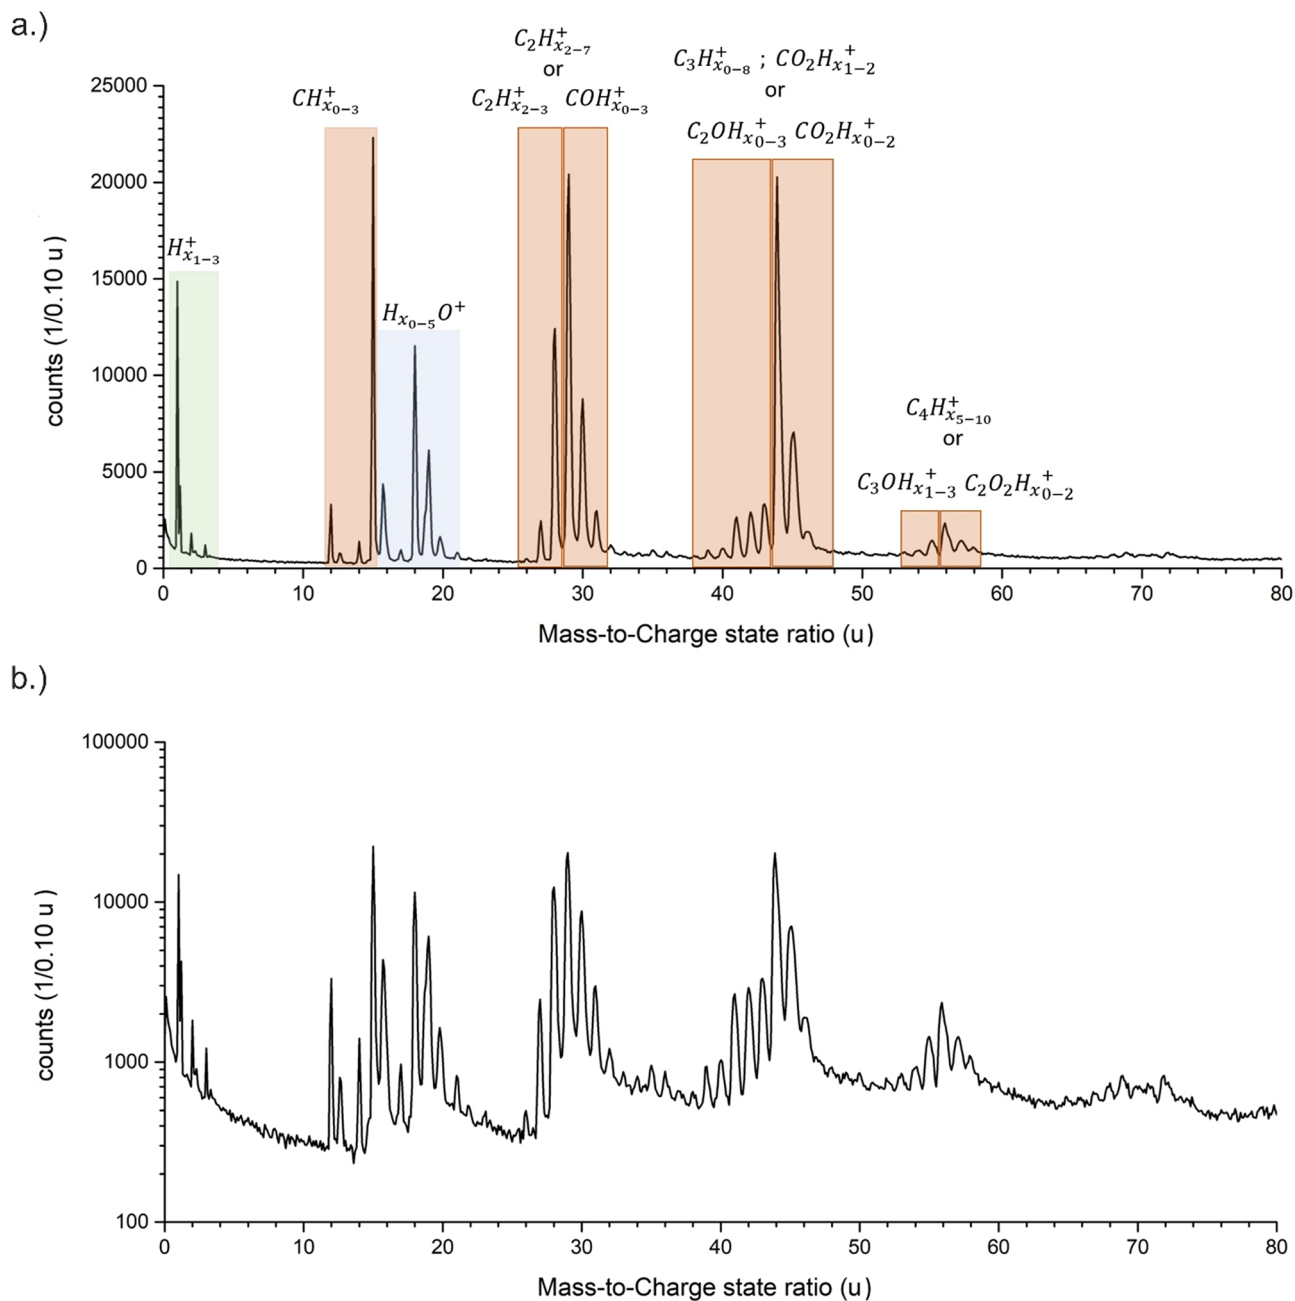 a.)
C₂H⁺ₓ₂₋₇
or
C₃H⁺ₓ₀₋₈ ; CO₂H⁺ₓ₁₋₂
or
CH⁺ₓ₀₋₃
C₂H⁺ₓ₂₋₃ COH⁺ₓ₀₋₃
C₂OH⁺ₓ₀₋₃ CO₂H⁺ₓ₀₋₂
H⁺ₓ₁₋₃
Hₓ₀₋₅O⁺
C₄H⁺ₓ₅₋₁₀
or
C₃OH⁺ₓ₁₋₃ C₂O₂H⁺ₓ₀₋₂
counts (1/0.10 u )
25000
20000
15000
10000
5000
0
0 10 20 30 40 50 60 70 80
Mass-to-Charge state ratio (u)
b.)
counts (1/0.10 u )
100000
10000
1000
100
0 10 20 30 40 50 60 70 80
Mass-to-Charge state ratio (u)